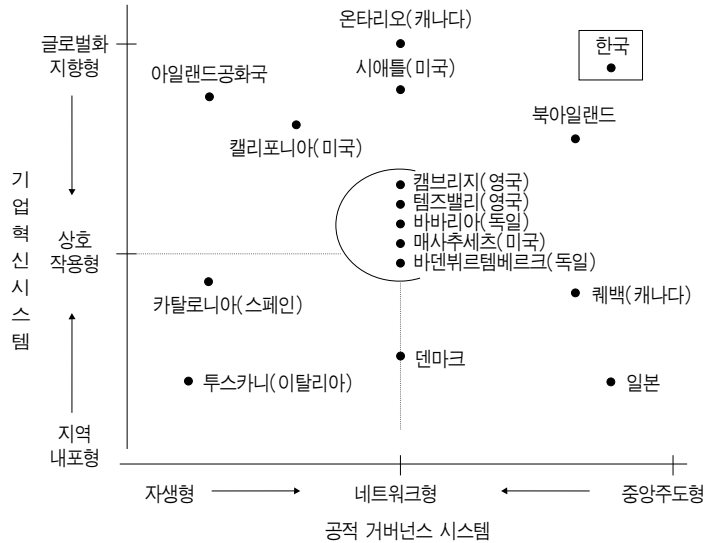 온타리오(캐나다)
글로벌화
지향형
한국
아일랜드공화국
시애틀(미국)
북아일랜드
캘리포니아(미국)
캠브리지(영국)
템즈밸리(영국)
바바리아(독일)
매사추세츠(미국)
바덴뷔르템베르크(독일)
기
업
혁
신
시
스
템
상호
작용형
카탈로니아(스페인)
퀘백(캐나다)
덴마크
투스카니(이탈리아)
일본
지역
내포형
자생형
네트워크형
중앙주도형
공적 거버넌스 시스템